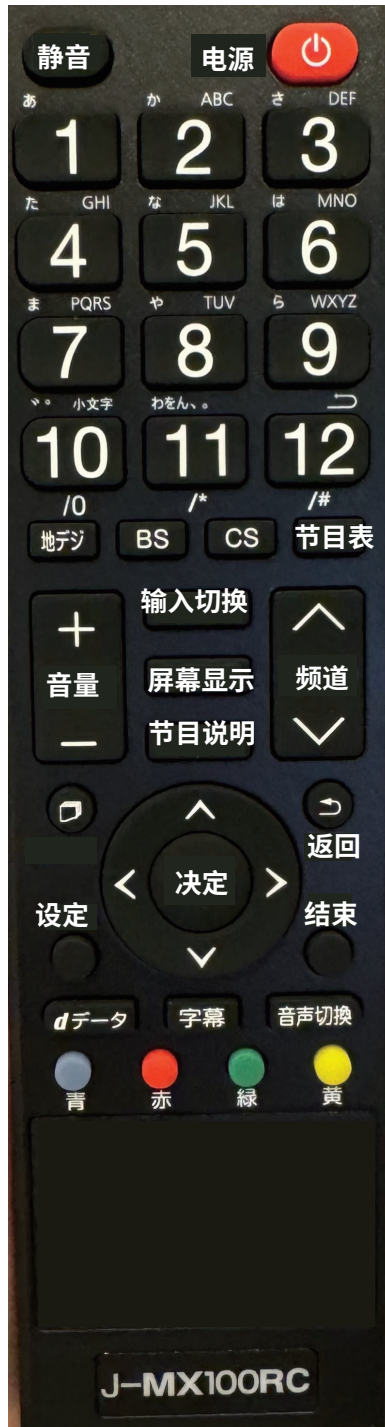 静音 电源
あ か ABC さ DEF
1 2 3
た GHI な JKL は MNO
4 5 6
ま PQRS や TUV ら WXYZ
7 8 9
゛゜ 小文字 わをん、。
10 11 12
/0 /* /#
地デジ BS CS 节目表
+ 输入切换
音量 屏幕显示 频道
- 节目说明
返回
决定
设定 结束
dデータ 字幕 音声切換
青 赤 緑 黄
J-MX100RC